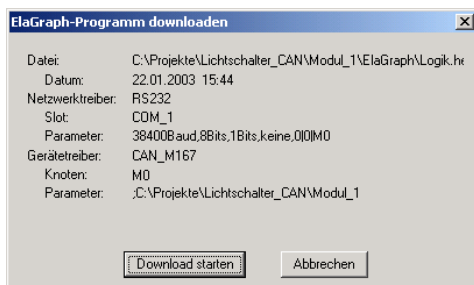 ElaGraph-Programm downloaden
Datei: C:\Projekte\Lichtschalter_CAN\Modul_1\ElaGraph\Logik.he
Datum: 22.01.2003 15:44
Netzwerktreiber: RS232
Slot: COM_1
Parameter: 38400Baud,8Bits,1Bits,keine,0|0|M0
Gerätetreiber: CAN_M167
Knoten: M0
Parameter: ;C:\Projekte\Lichtschalter_CAN\Modul_1
Download starten Abbrechen